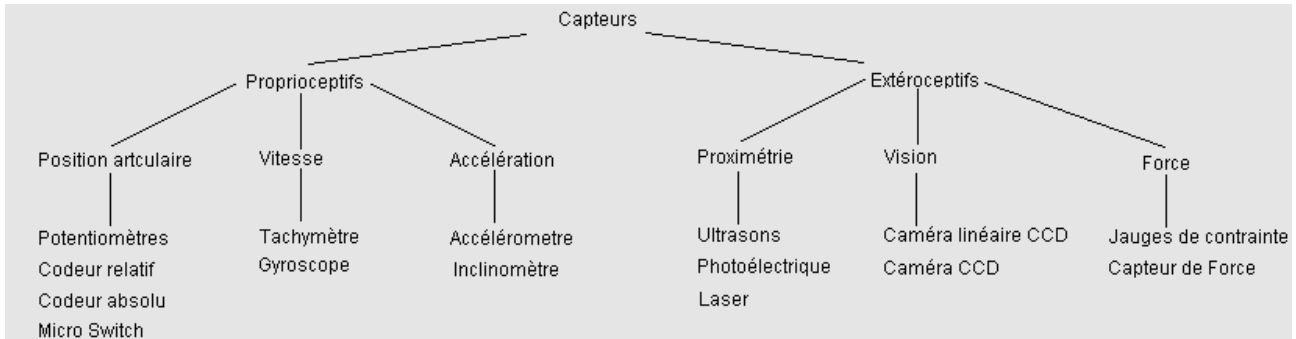 Capteurs
Proprioceptifs
Extéroceptifs
Position artculaire
Vitesse
Accélération
Proximétrie
Vision
Force
Potentiomètres
Codeur relatif
Codeur absolu
Micro Switch
Tachymètre
Gyroscope
Accélérometre
Inclinomètre
Ultrasons
Photoélectrique
Laser
Caméra linéaire CCD
Caméra CCD
Jauges de contrainte
Capteur de Force